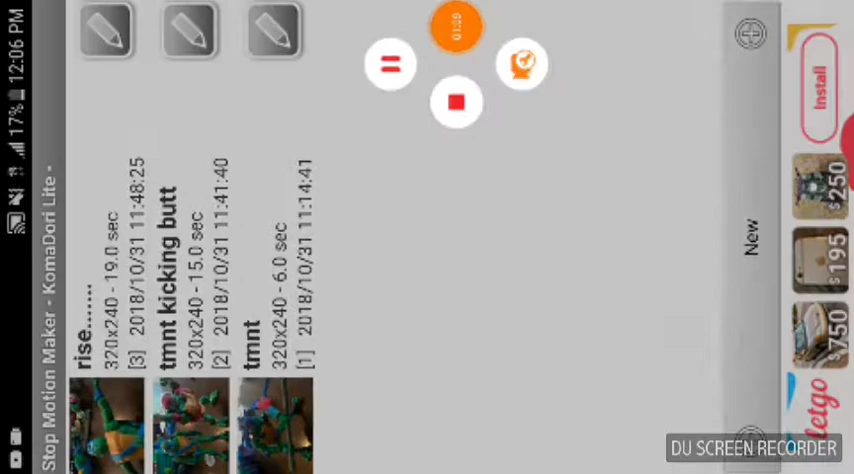 17% 12:06 PM
Stop Motion Maker - KomaDori Lite -
rise.......
320x240 - 19.0 sec
[3] 2018/10/31 11:48:25
tmnt kicking butt
320x240 - 15.0 sec
[2] 2018/10/31 11:41:40
tmnt
320x240 - 6.0 sec
[1] 2018/10/31 11:14:41
01:09
New
letgo
$750
$195
$250
Install
DU SCREEN RECORDER